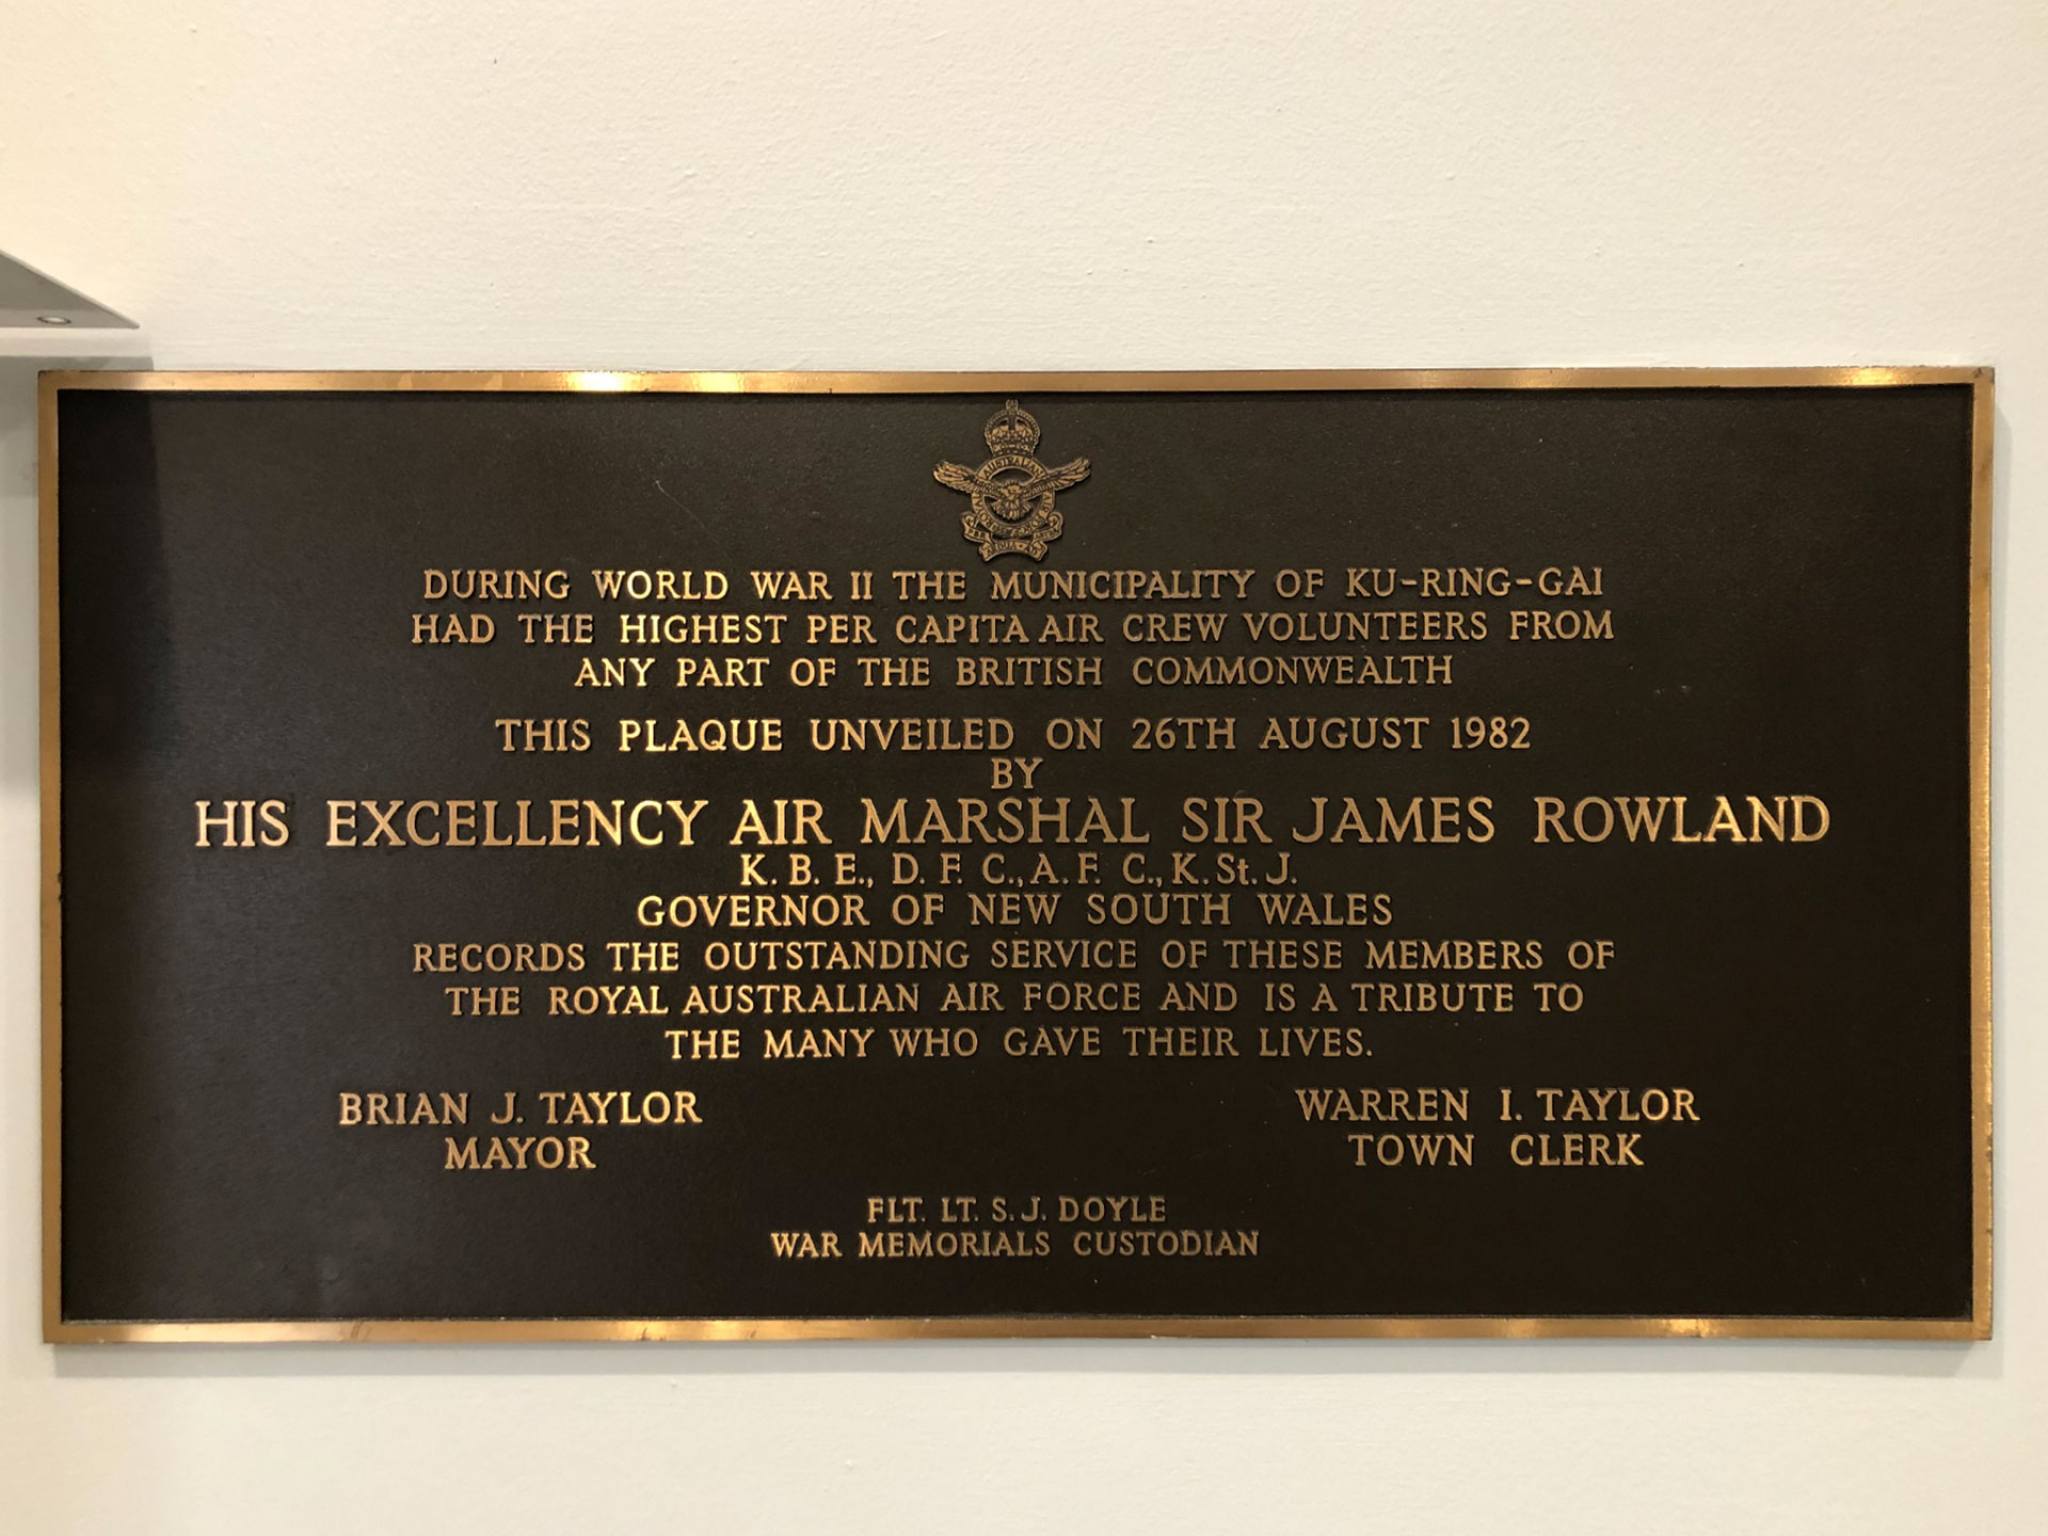 AUSTRALIAN
DURING WORLD WAR II THE MUNICIPALITY OF KU-RING-GAI
HAD THE HIGHEST PER CAPITA AIR CREW VOLUNTEERS FROM
ANY PART OF THE BRITISH COMMONWEALTH
THIS PLAQUE UNVEILED ON 26TH AUGUST 1982
BY
HIS EXCELLENCY AIR MARSHAL SIR JAMES ROWLAND
K. B. E., D. F. C., A. F. C., K. St. J.
GOVERNOR OF NEW SOUTH WALES
RECORDS THE OUTSTANDING SERVICE OF THESE MEMBERS OF
THE ROYAL AUSTRALIAN AIR FORCE AND IS A TRIBUTE TO
THE MANY WHO GAVE THEIR LIVES.
BRIAN J. TAYLOR
MAYOR
WARREN I. TAYLOR
TOWN CLERK
FLT. LT. S. J. DOYLE
WAR MEMORIALS CUSTODIAN